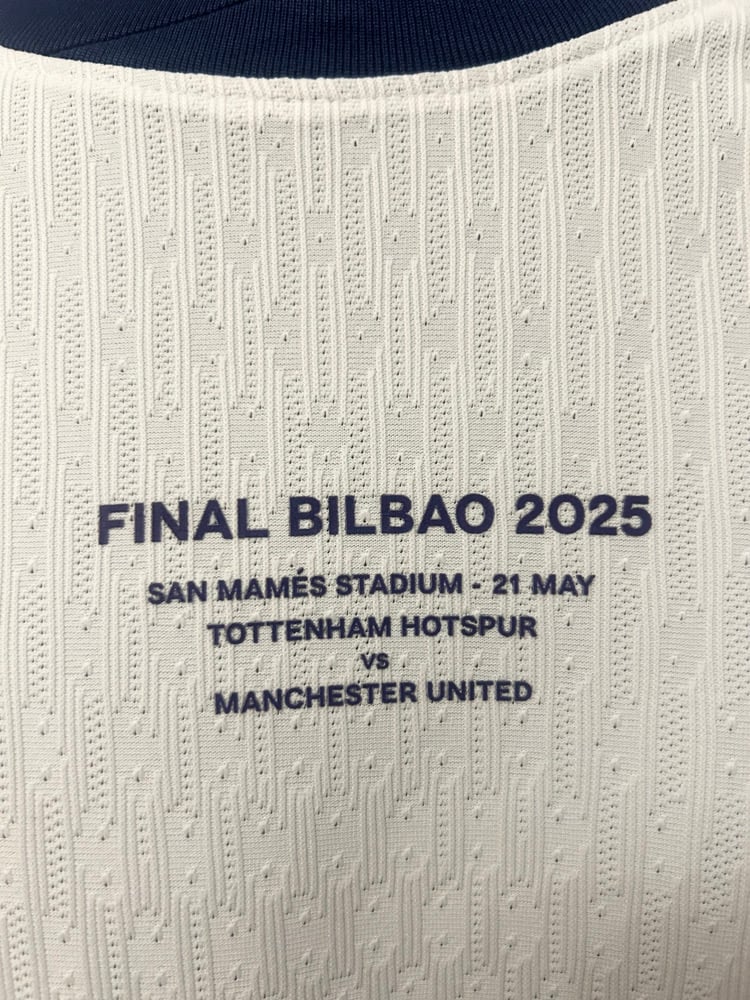 FINAL BILBAO 2025
SAN MAMÉS STADIUM - 21 MAY
TOTTENHAM HOTSPUR
VS
MANCHESTER UNITED